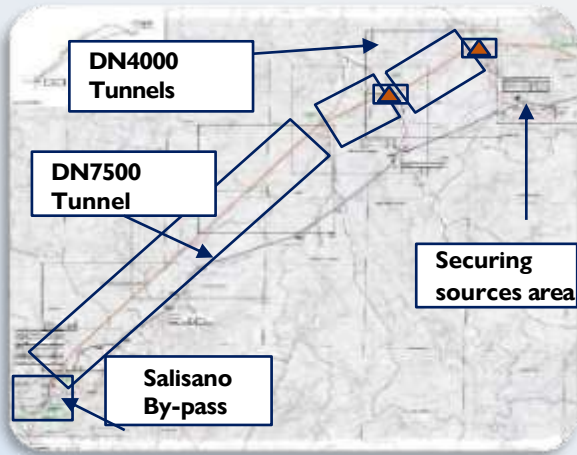 DN4000
Tunnels
DN7500
Tunnel
Securing
sources area
Salisano
By-pass